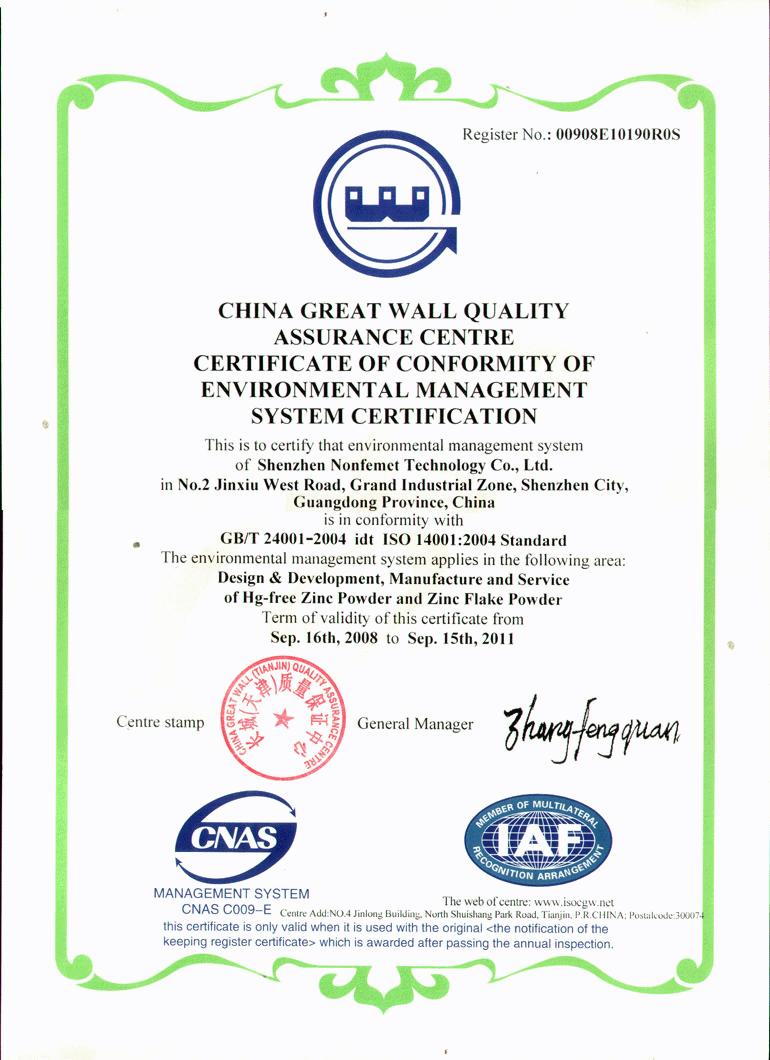 Register No.: 00908E10190R0S
CHINA GREAT WALL QUALITY
ASSURANCE CENTRE
CERTIFICATE OF CONFORMITY OF
ENVIRONMENTAL MANAGEMENT
SYSTEM CERTIFICATION
This is to certify that environmental management system
of Shenzhen Nonfemet Technology Co., Ltd.
in No.2 Jinxiu West Road, Grand Industrial Zone, Shenzhen City,
Guangdong Province, China
is in conformity with
GB/T 24001-2004 idt ISO 14001:2004 Standard
The environmental management system applies in the following area:
Design & Development, Manufacture and Service
of Hg-free Zinc Powder and Zinc Flake Powder
Term of validity of this certificate from
Sep. 16th, 2008 to Sep. 15th, 2011
Centre stamp
CHINA GREAT WALL (TIANJIN) QUALITY ASSURANCE CENTRE
长城(天津)质量保证中心
General Manager
Zhangfengquan
CNAS
MEMBER OF MULTILATERAL
IAF
RECOGNITION ARRANGEMENT
MANAGEMENT SYSTEM
CNAS C009-E
The web of centre: www.isocgw.net
Centre Add:NO.4 Jinlong Building, North Shuishang Park Road, Tianjin, P.R.CHINA; Postalcode:300074
this certificate is only valid when it is used with the original <the notification of the
keeping register certificate> which is awarded after passing the annual inspection.